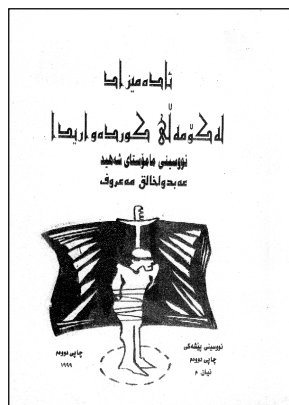 ئادەمیزاد
لەکۆمەڵی کوردەواریدا
نووسینی مامۆستای شەهید
عەبدولخالق مەعروف
چاپی دووەم
١٩٩٩
نووسینی پێشەکی
چاپی دووەم